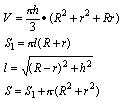 V = πh/3 • (R² + r² + Rr)
S₁ = πl(R + r)
l = √((R − r)² + h²)
S = S₁ + π(R² + r²)